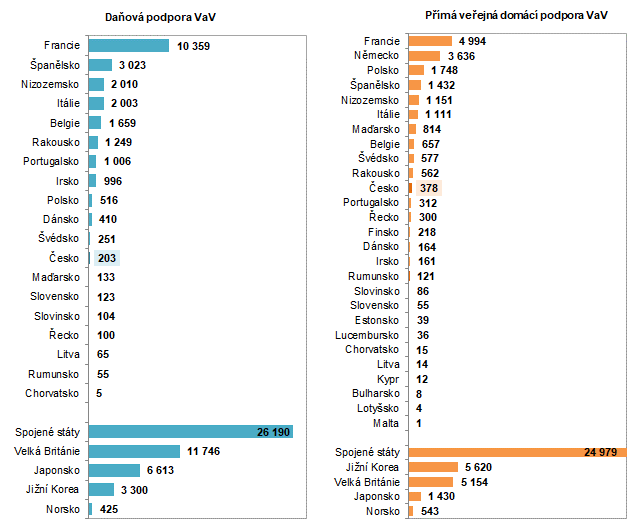 Daňová podpora VaV
Francie 10 359
Španělsko 3 023
Nizozemsko 2 010
Itálie 2 003
Belgie 1 659
Rakousko 1 249
Portugalsko 1 006
Irsko 996
Polsko 516
Dánsko 410
Švédsko 251
Česko 203
Maďarsko 133
Slovensko 123
Slovinsko 104
Řecko 100
Litva 65
Rumunsko 55
Chorvatsko 5
Spojené státy 26 190
Velká Británie 11 746
Japonsko 6 613
Jižní Korea 3 300
Norsko 425
Přímá veřejná domácí podpora VaV
Francie 4 994
Německo 3 636
Polsko 1 748
Španělsko 1 432
Nizozemsko 1 151
Itálie 1 111
Maďarsko 814
Belgie 657
Švédsko 577
Rakousko 562
Česko 378
Portugalsko 312
Řecko 300
Finsko 218
Dánsko 164
Irsko 161
Rumunsko 121
Slovinsko 86
Slovensko 55
Estonsko 39
Lucembursko 36
Chorvatsko 15
Litva 14
Kypr 12
Bulharsko 8
Lotyšsko 4
Malta 1
Spojené státy 24 979
Jižní Korea 5 620
Velká Británie 5 154
Japonsko 1 430
Norsko 543